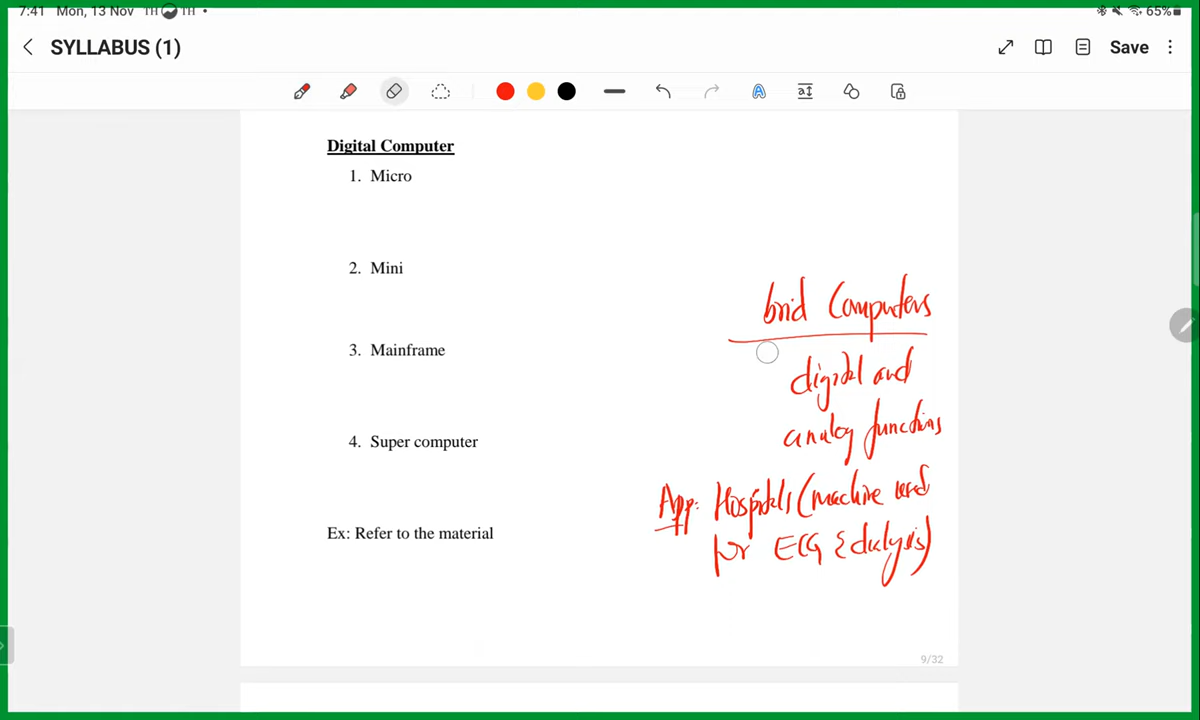 7:41 Mon, 13 Nov TH TH •
65%
SYLLABUS (1)
Save
Digital Computer
1. Micro
2. Mini
3. Mainframe
4. Super computer
Ex: Refer to the material
brid Computers
digital and
analog functions
App: Hospitals (machine used
for ECG & dialysis)
9/32